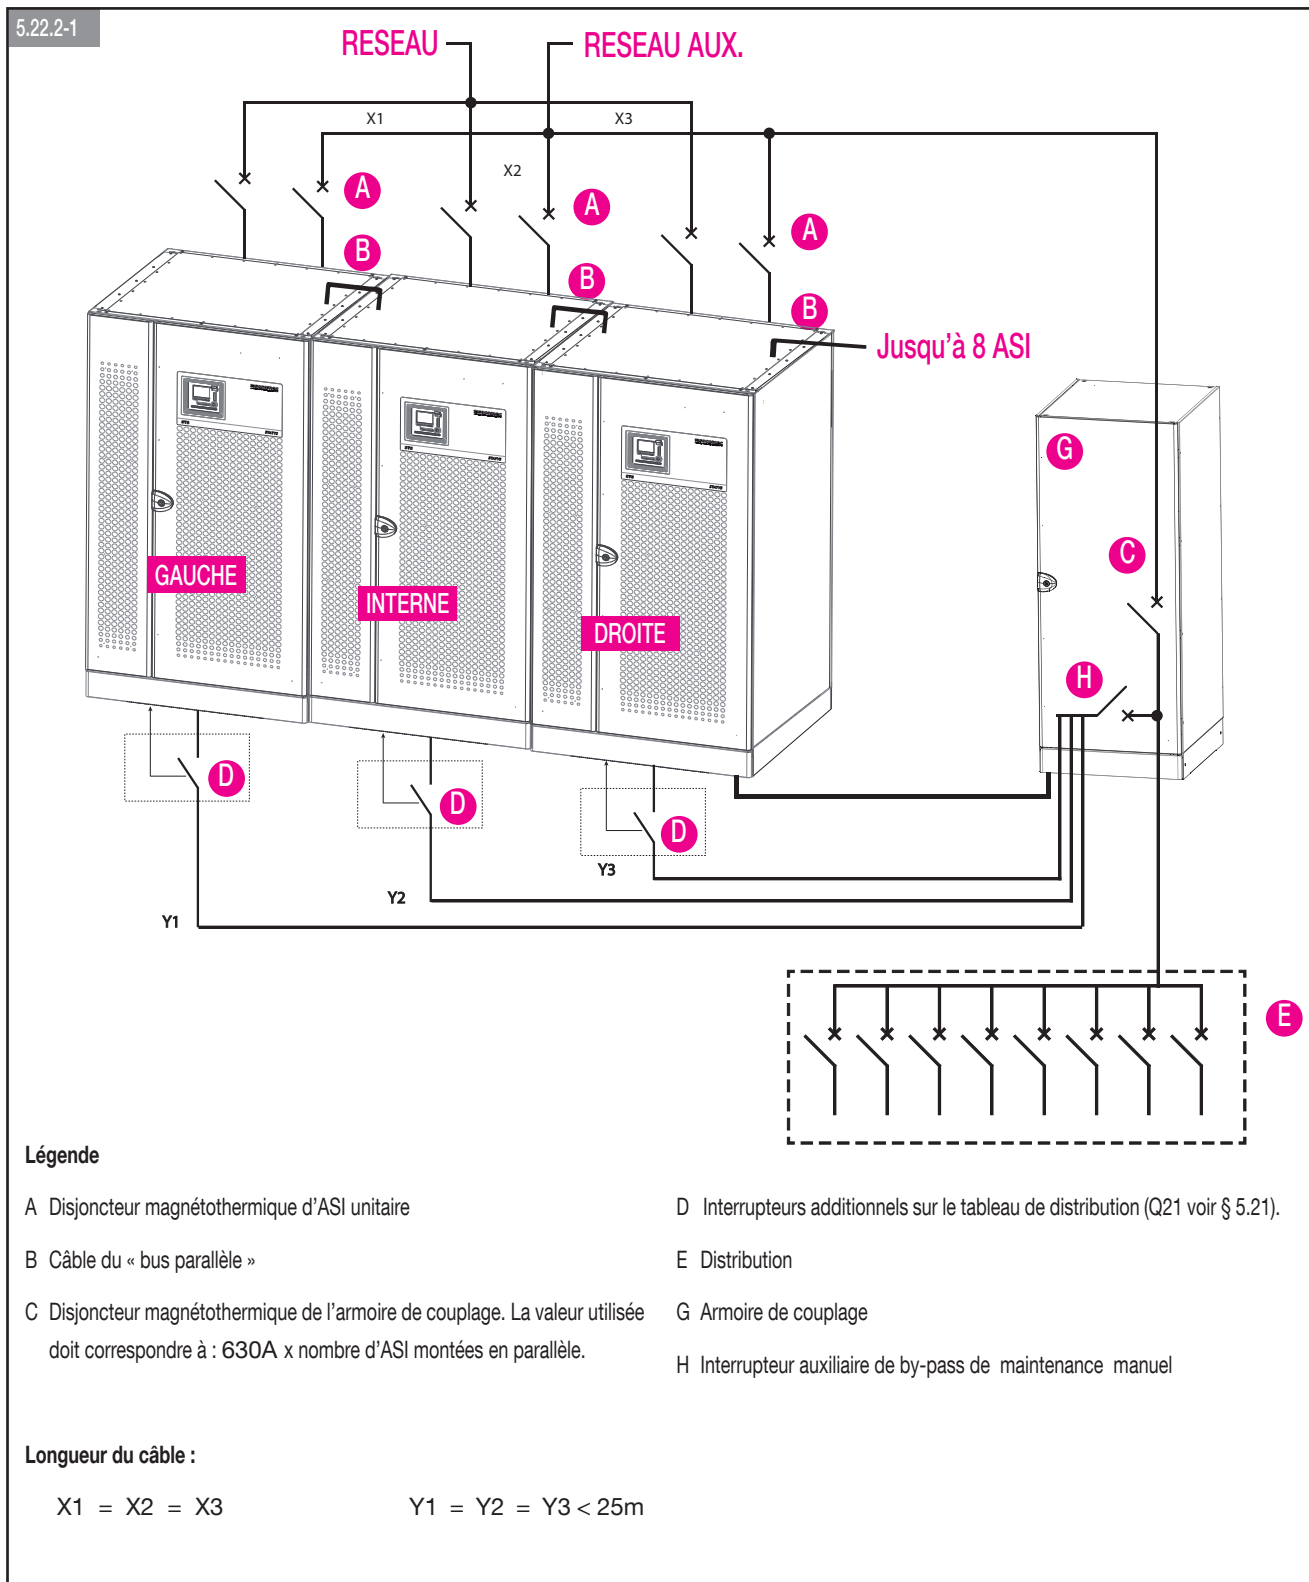 5.22.2-1
RESEAU
RESEAU AUX.
X1
X3
X2
A
A
A
B
B
B
Jusqu'à 8 ASI
G
C
GAUCHE
INTERNE
DROITE
H
D
D
D
Y3
Y2
Y1
E
Légende
A Disjoncteur magnétothermique d'ASI unitaire
B Câble du « bus parallèle »
C Disjoncteur magnétothermique de l'armoire de couplage. La valeur utilisée
doit correspondre à : 630A x nombre d'ASI montées en parallèle.
D Interrupteurs additionnels sur le tableau de distribution (Q21 voir § 5.21).
E Distribution
G Armoire de couplage
H Interrupteur auxiliaire de by-pass de maintenance manuel
Longueur du câble :
X1 = X2 = X3
Y1 = Y2 = Y3 < 25m